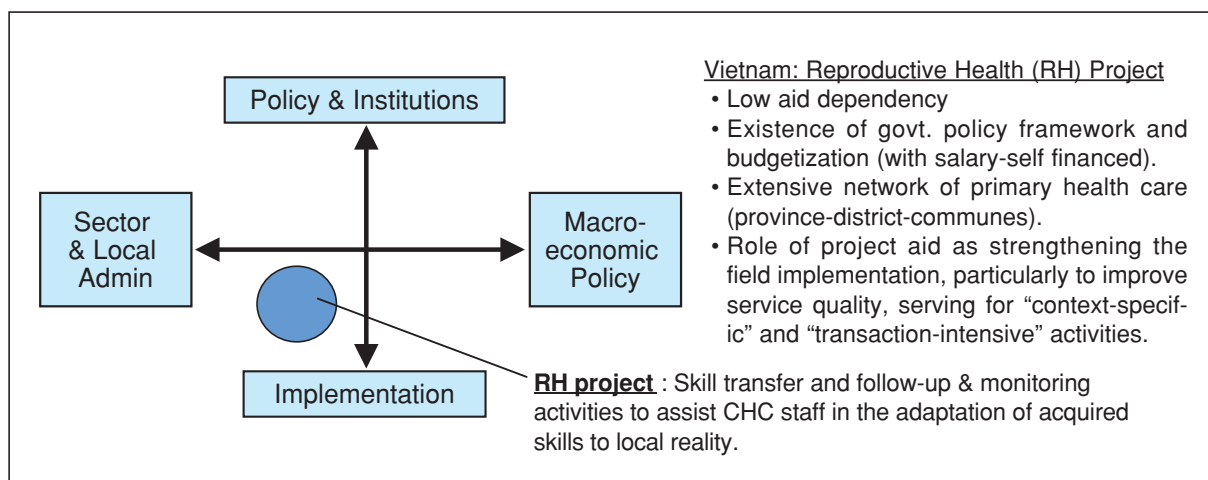 Policy & Institutions
Sector
& Local
Admin
Macro-
economic
Policy
Implementation
Vietnam: Reproductive Health (RH) Project
• Low aid dependency
• Existence of govt. policy framework and
budgetization (with salary-self financed).
• Extensive network of primary health care
(province-district-communes).
• Role of project aid as strengthening the
field implementation, particularly to improve
service quality, serving for “context-specif-
ic” and “transaction-intensive” activities.
RH project : Skill transfer and follow-up & monitoring
activities to assist CHC staff in the adaptation of acquired
skills to local reality.